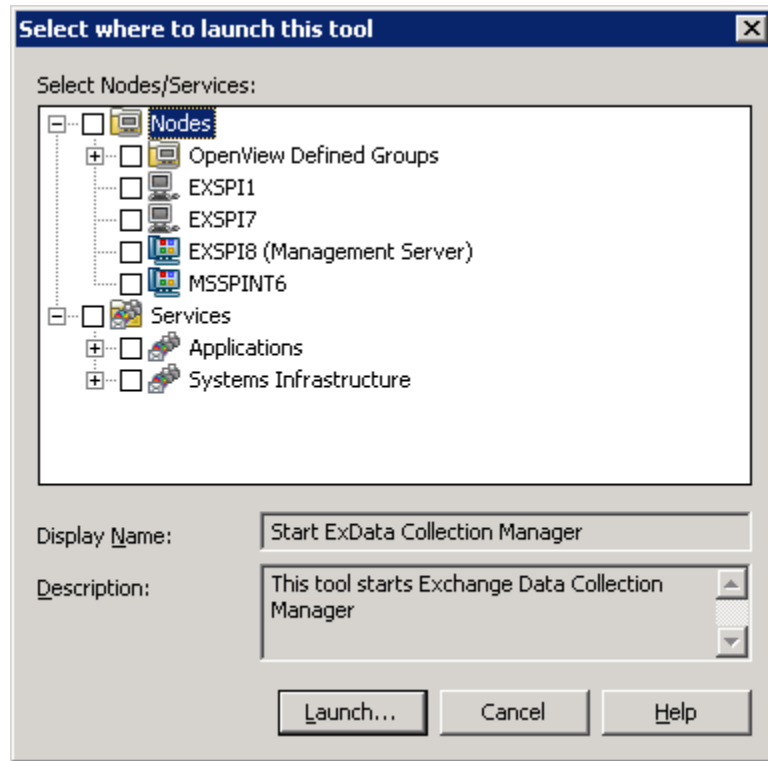 Select where to launch this tool
Select Nodes/Services:
Nodes
OpenView Defined Groups
EXSPI1
EXSPI7
EXSPI8 (Management Server)
MSSPINT6
Services
Applications
Systems Infrastructure
Display Name:
Start ExData Collection Manager
Description:
This tool starts Exchange Data Collection
Manager
Launch...
Cancel
Help